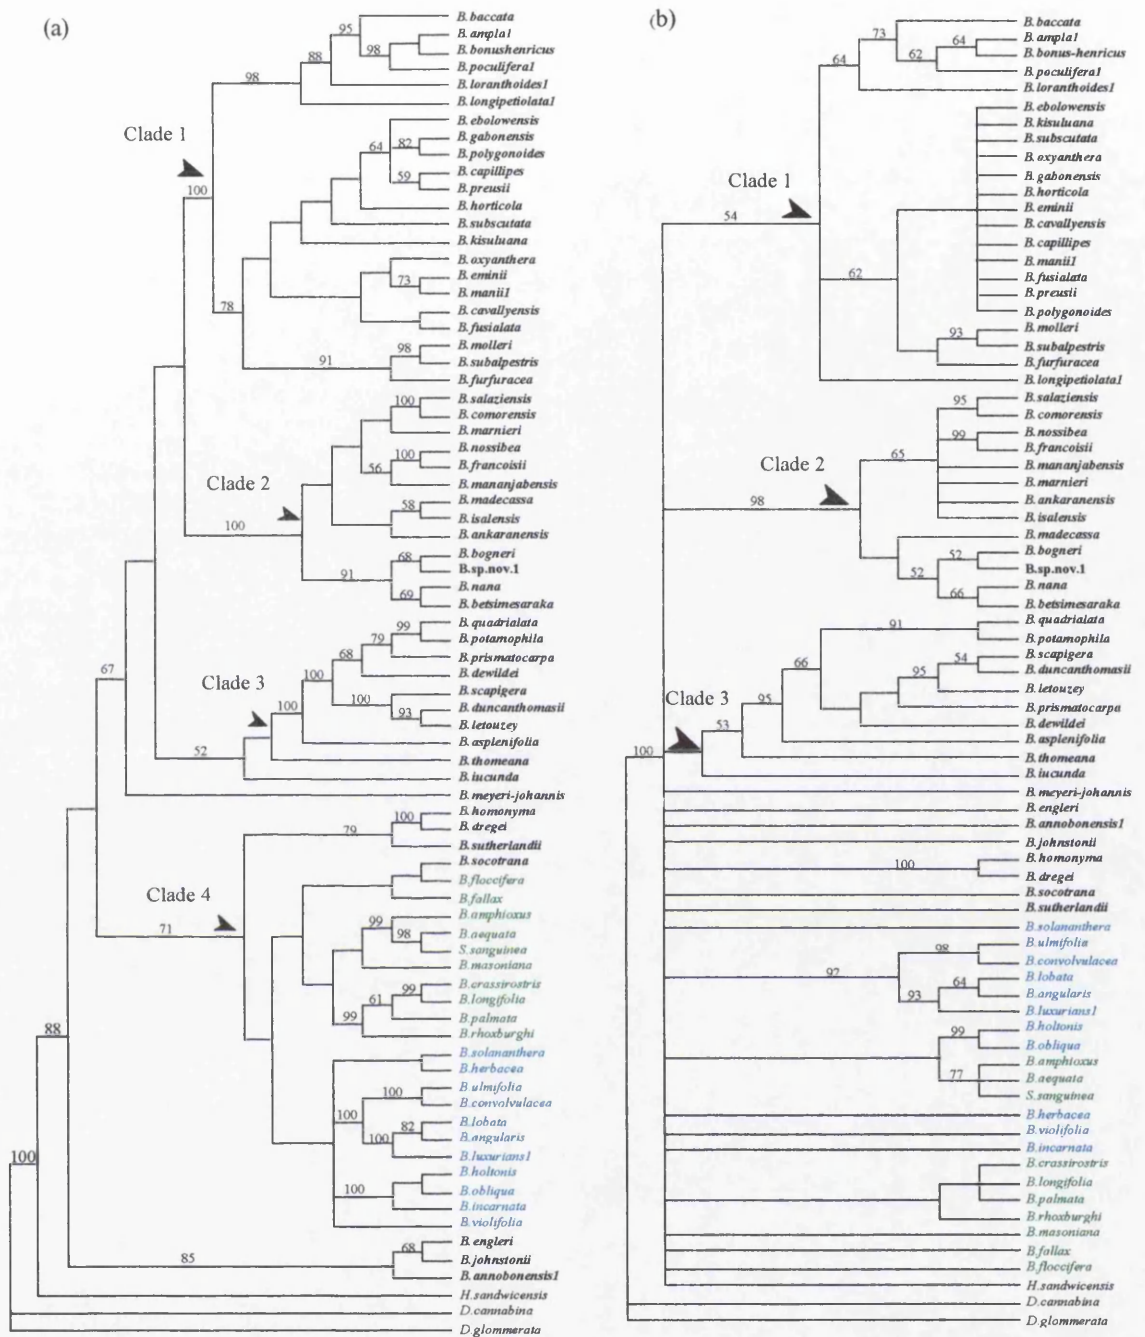 (a)
95
B.baccata
B.ampla1
98
B.bonushenricus
88
B.poculifera1
98
B.loranthoides1
B.longipetiolata1
Clade 1
100
B.ebolowensis
B.gabonensis
64
82
B.polygonoides
B.capillipes
59
B.preusii
B.horticola
B.subscutata
B.kisuluana
B.oxyanthera
B.eminii
73
B.manii1
B.cavallyensis
78
B.fusialata
B.molleri
98
91
B.subalpestris
B.furfuracea
B.salaziensis
100
B.comorensis
B.marnieri
B.nossibea
100
B.francoisii
56
B.mananjabensis
Clade 2
100
B.madecassa
58
B.isalensis
B.ankaranensis
B.bogneri
68
B.sp.nov.1
91
B.nana
69
B.betsimesaraka
B.quadrialata
99
79
B.potamophila
68
B.prismatocarpa
67
100
B.dewildei
Clade 3
B.scapigera
100
B.duncanthomasii
100
93
B.letouzey
B.asplenifolia
52
B.thomeana
B.iucunda
B.meyeri-johannis
B.homonyma
100
B.dregei
79
B.sutherlandii
B.socotrana
B.floccifera
B.fallax
Clade 4
71
B.amphioxus
99
B.aequata
98
S.sanguinea
B.masoniana
B.crassirostris
99
B.longifolia
61
B.palmata
99
B.rhoxburghi
88
B.solananthera
B.herbacea
B.ulmifolia
100
B.convolvulacea
100
B.lobata
82
B.angularis
100
B.luxurians1
B.holtonis
100
B.obliqua
B.incarnata
B.violifolia
100
B.engleri
68
B.johnstonii
85
B.annobonensis1
H.sandwicensis
D.cannabina
D.glommerata
(b)
B.baccata
73
B.ampla1
64
62
B.bonus-henricus
64
B.poculifera1
B.loranthoides1
B.ebolowensis
B.kisuluana
B.subscutata
B.oxyanthera
Clade 1
54
B.gabonensis
B.horticola
B.eminii
B.cavallyensis
B.capillipes
B.manii1
62
B.fusialata
B.preusii
B.polygonoides
B.molleri
93
B.subalpestris
B.furfuracea
B.longipetiolata1
B.salaziensis
95
B.comorensis
B.nossibea
99
B.francoisii
65
B.mananjabensis
Clade 2
98
B.marnieri
B.ankaranensis
B.isalensis
B.madecassa
B.bogneri
52
B.sp.nov.1
52
B.nana
66
B.betsimesaraka
B.quadrialata
91
B.potamophila
66
B.scapigera
54
B.duncanthomasii
95
B.letouzey
Clade 3
95
B.prismatocarpa
B.dewildei
53
B.asplenifolia
100
B.thomeana
B.iucunda
B.meyeri-johannis
B.engleri
B.annobonensis1
B.johnstonii
B.homonyma
100
B.dregei
B.socotrana
B.sutherlandii
B.solananthera
B.ulmifolia
98
B.convolvulacea
92
B.lobata
64
B.angularis
93
B.luxurians1
B.holtonis
99
B.obliqua
B.amphioxus
77
B.aequata
S.sanguinea
B.herbacea
B.violifolia
B.incarnata
B.crassirostris
B.longifolia
B.palmata
B.rhoxburghi
B.masoniana
B.fallax
B.floccifera
H.sandwicensis
D.cannabina
D.glommerata